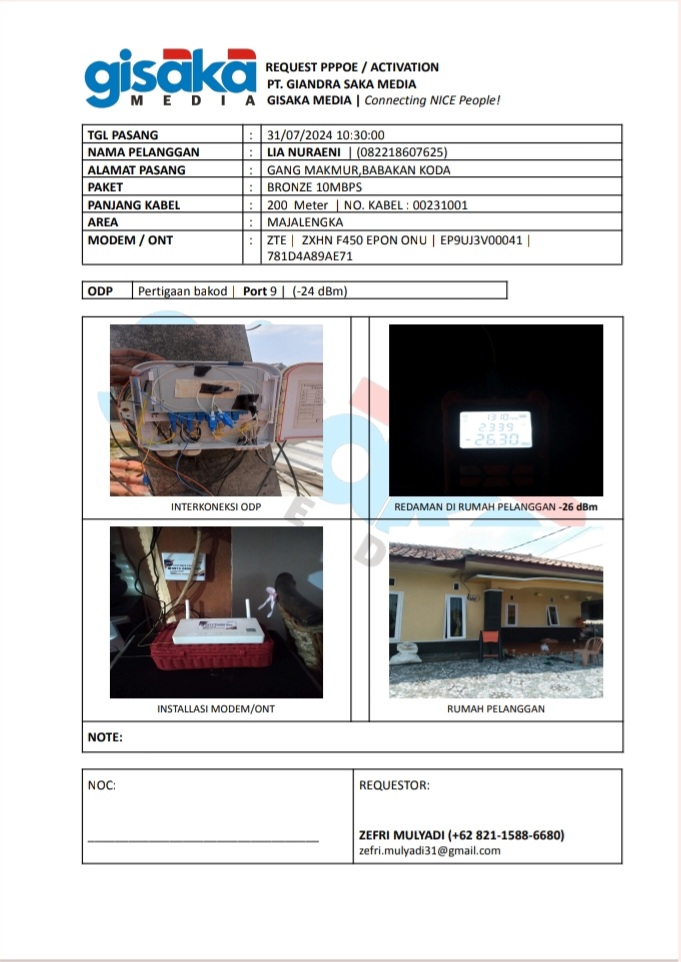 gisaka
MEDIA
REQUEST PPPOE / ACTIVATION
PT. GIANDRA SAKA MEDIA
GISAKA MEDIA | Connecting NICE People!
TGL PASANG : 31/07/2024 10:30:00
NAMA PELANGGAN : LIA NURAENI | (082218607625)
ALAMAT PASANG : GANG MAKMUR,BABAKAN KODA
PAKET : BRONZE 10MBPS
PANJANG KABEL : 200 Meter | NO. KABEL : 00231001
AREA : MAJALENGKA
MODEM / ONT : ZTE | ZXHN F450 EPON ONU | EP9UJ3V00041 |
781D4A89AE71
ODP Pertigaan bakod | Port 9 | (-24 dBm)
1310
2339
-26.30
INTERKONEKSI ODP
REDAMAN DI RUMAH PELANGGAN -26 dBm
INSTALLASI MODEM/ONT
RUMAH PELANGGAN
NOTE:
NOC:
REQUESTOR:
ZEFRI MULYADI (+62 821-1588-6680)
zefri.mulyadi31@gmail.com